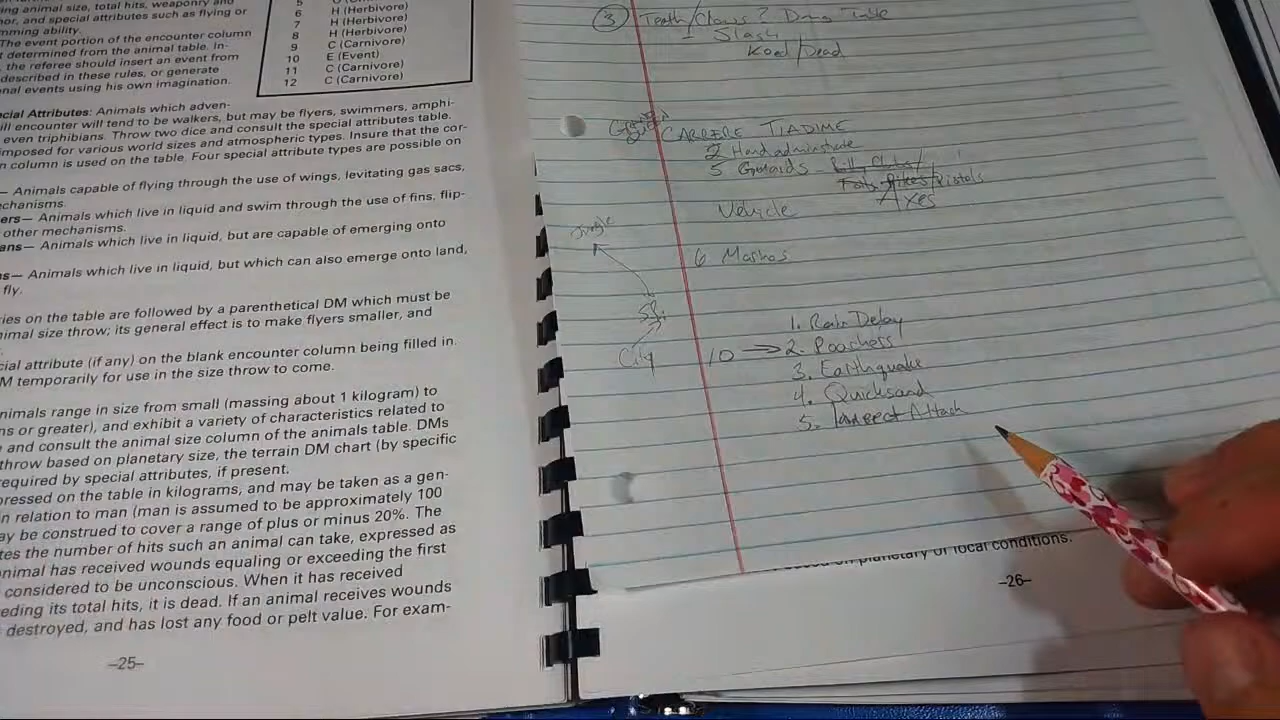 ing animal size, total hits, weaponry and
or, and special attributes such as flying or
mming ability.
The event portion of the encounter column
t determined from the animal table. In-
, the referee should insert an event from
described in these rules, or generate
nal events using his own imagination.
5
6 H (Herbivore)
7 H (Herbivore)
8 H (Herbivore)
9 C (Carnivore)
10 E (Event)
11 C (Carnivore)
12 C (Carnivore)
cial Attributes: Animals which adven-
ill encounter will tend to be walkers, but may be flyers, swimmers, amphi-
even triphibians. Throw two dice and consult the special attributes table.
imposed for various world sizes and atmospheric types. Insure that the cor-
n column is used on the table. Four special attribute types are possible on
— Animals capable of flying through the use of wings, levitating gas sacs,
echanisms.
ers— Animals which live in liquid and swim through the use of fins, flip-
other mechanisms.
ans— Animals which live in liquid, but are capable of emerging onto
s— Animals which live in liquid, but which can also emerge onto land,
fly.
ries on the table are followed by a parenthetical DM which must be
nimal size throw; its general effect is to make flyers smaller, and
cial attribute (if any) on the blank encounter column being filled in.
M temporarily for use in the size throw to come.
nimals range in size from small (massing about 1 kilogram) to
ns or greater), and exhibit a variety of characteristics related to
e and consult the animal size column of the animals table. DMs
throw based on planetary size, the terrain DM chart (by specific
required by special attributes, if present.
pressed on the table in kilograms, and may be taken as a gen-
n relation to man (man is assumed to be approximately 100
ay be construed to cover a range of plus or minus 20%. The
tes the number of hits such an animal can take, expressed as
nimal has received wounds equaling or exceeding the first
considered to be unconscious. When it has received
eding its total hits, it is dead. If an animal receives wounds
destroyed, and has lost any food or pelt value. For exam-
–25–
3 Teeth/Claws? Dmg Table
Slash
Koed/Dead
CARRERE TIADIME
2
5 Guards
Pikes/Pistols
Axes
Vehicle
Jungle
6
City
1. Rain Delay
10 → 2. Poachers
3. Earthquake
4. Quicksand
5. Insect Attack
planetary or local conditions.
–26–